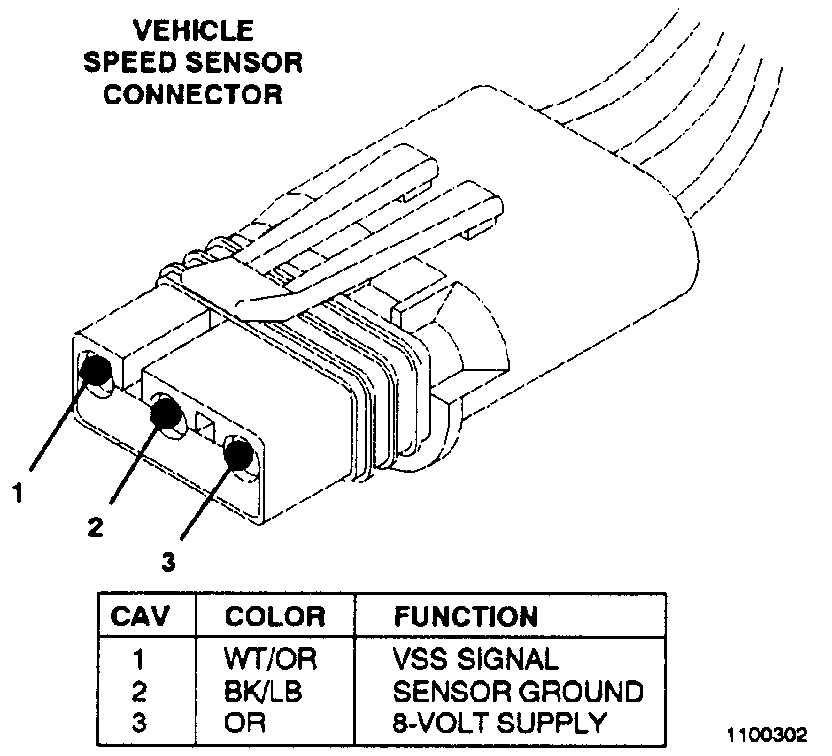 VEHICLE
SPEED SENSOR
CONNECTOR
1
2
3
CAV COLOR FUNCTION
1 WT/OR VSS SIGNAL
2 BK/LB SENSOR GROUND
3 OR 8-VOLT SUPPLY
1100302